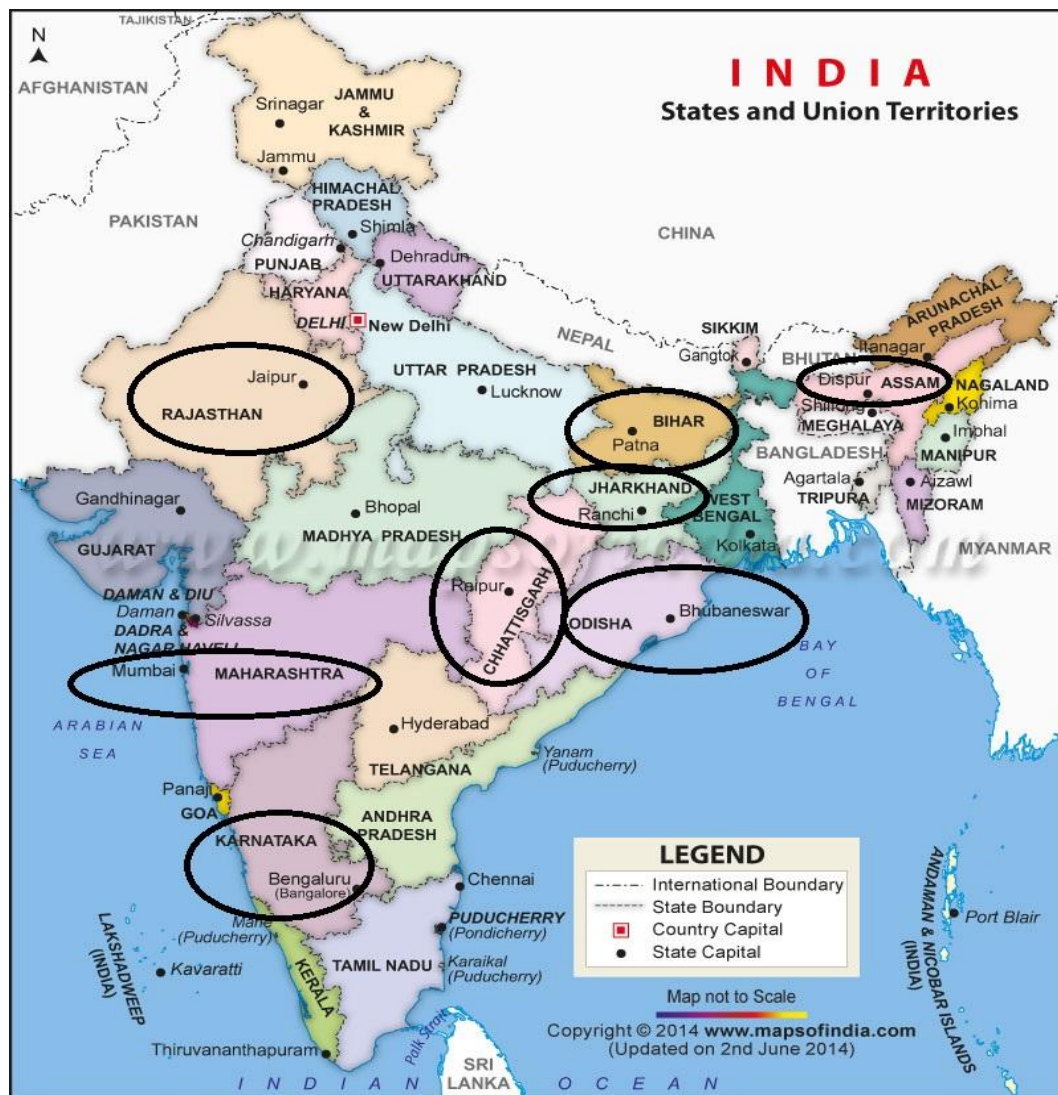 TAJIKISTAN
N
AFGHANISTAN
I N D I A
States and Union Territories
Srinagar
JAMMU
&
KASHMIR
Jammu
HIMACHAL
PRADESH
Shimla
PAKISTAN
CHINA
Chandigarh
PUNJAB
Dehradun
UTTARAKHAND
HARYANA
DELHI
New Delhi
NEPAL
SIKKIM
Gangtok
BHUTAN
ARUNACHAL
PRADESH
Itanagar
Jaipur
RAJASTHAN
UTTAR PRADESH
Lucknow
BIHAR
Patna
Dispur
ASSAM
NAGALAND
Kohima
Shillong
MEGHALAYA
BANGLADESH
Imphal
MANIPUR
Agartala
TRIPURA
Aizawl
MIZORAM
MYANMAR
Gandhinagar
GUJARAT
Bhopal
MADHYA PRADESH
JHARKHAND
Ranchi
WEST
BENGAL
Kolkata
www.mapsofindia.com
DAMAN & DIU
Daman
Silvassa
DADRA &
NAGAR HAVELI
Raipur
CHHATTISGARH
ODISHA
Bhubaneswar
Mumbai
MAHARASHTRA
BAY
OF
BENGAL
ARABIAN
SEA
Hyderabad
TELANGANA
Yanam
(Puducherry)
Panaji
GOA
KARNATAKA
ANDHRA
PRADESH
Bengaluru
(Bangalore)
Chennai
Mahe
(Puducherry)
PUDUCHERRY
(Pondicherry)
LAKSHADWEEP
(INDIA)
Kavaratti
KERALA
TAMIL NADU
Karaikal
(Puducherry)
Thiruvananthapuram
Palk Strait
SRI
LANKA
I N D I A N O C E A N
LEGEND
International Boundary
State Boundary
Country Capital
State Capital
Map not to Scale
Copyright © 2014 www.mapsofindia.com
(Updated on 2nd June 2014)
ANDAMAN & NICOBAR ISLANDS
(INDIA)
Port Blair